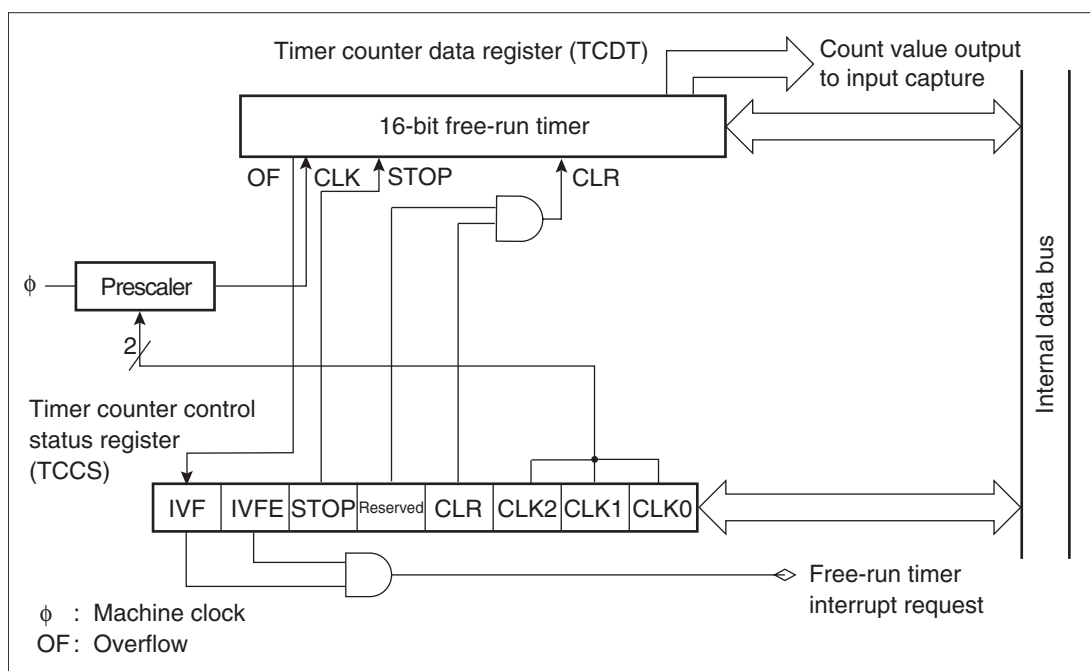 Timer counter data register (TCDT)
Count value output
to input capture
16-bit free-run timer
OF
CLK
STOP
CLR
ϕ
Prescaler
2
Internal data bus
Timer counter control
status register
(TCCS)
IVF
IVFE
STOP
Reserved
CLR
CLK2
CLK1
CLK0
Free-run timer
interrupt request
ϕ : Machine clock
OF : Overflow